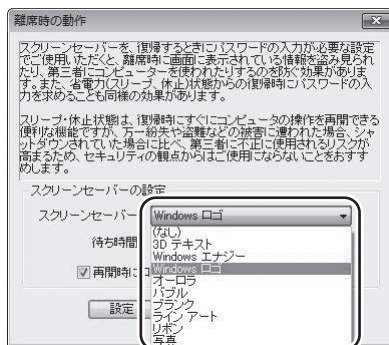 離席時の動作
スクリーンセーバーを、復帰するときにパスワードの入力が必要な設定
でご使用いただくと、離席時に画面に表示されている情報を盗み見られ
たり、第三者にコンピューターを使われたりするのを防ぐ効果がありま
す。また、省電力(スリープ、休止)状態からの復帰時にパスワードの入
力を求めることも同様の効果があります。
スリープ・休止状態は、復帰時にすぐにコンピュータの操作を再開できる
便利な機能ですが、万一紛失や盗難などの被害に遭われた場合、シャ
ットダウンされていた場合に比べ、第三者に不正に使用されるリスクが
高まるため、セキュリティの観点からはご使用にならないことをおすす
めします。
スクリーンセーバーの設定
スクリーンセーバー Windows ロゴ
(なし)
待ち時間 3D テキスト
Windows エナジー
Windows ロゴ
再開時に オーロラ
バブル
設定 ブランク
ライン アート
リボン
写真